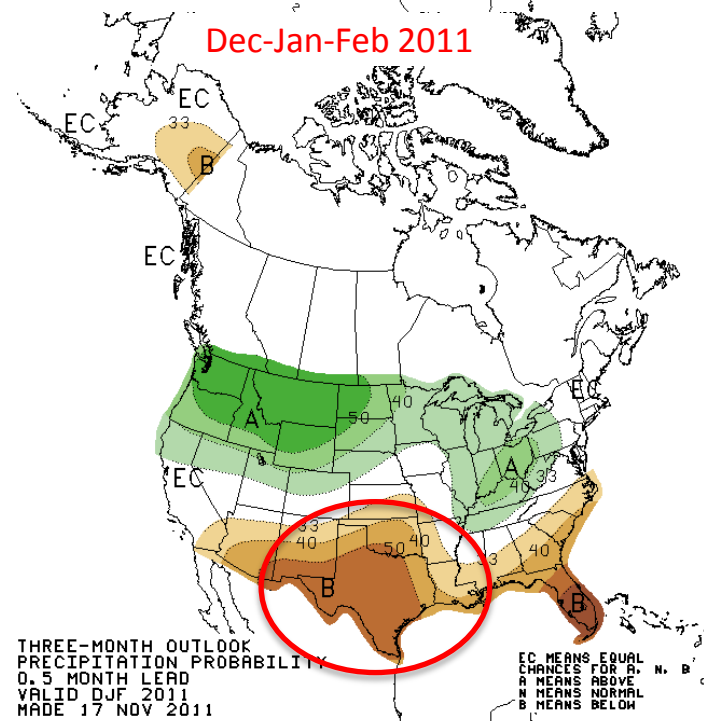 Dec-Jan-Feb 2011
EC
EC
33
B
EC
EC
40
50
A
A
33
40
EC
33
40
50
40
33
40
B
B
THREE-MONTH OUTLOOK
PRECIPITATION PROBABILITY
0.5 MONTH LEAD
VALID DJF 2011
MADE 17 NOV 2011
EC MEANS EQUAL
CHANCES FOR A, N, B
A MEANS ABOVE
N MEANS NORMAL
B MEANS BELOW